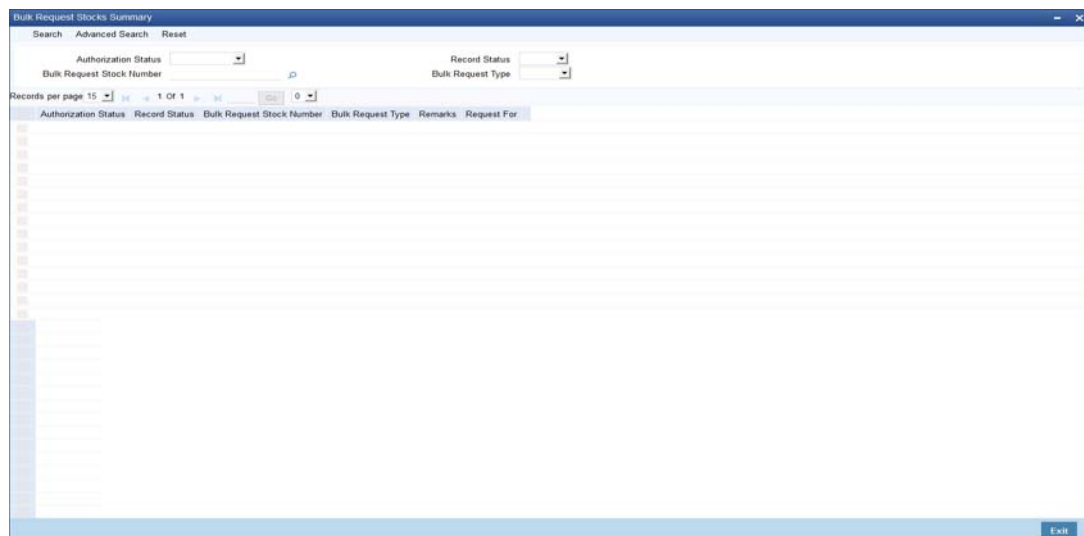 Bulk Request Stocks Summary
Search Advanced Search Reset
Authorization Status Record Status
Bulk Request Stock Number Bulk Request Type
Records per page 15 1 Of 1 Go 0
Authorization Status Record Status Bulk Request Stock Number Bulk Request Type Remarks Request For
Exit